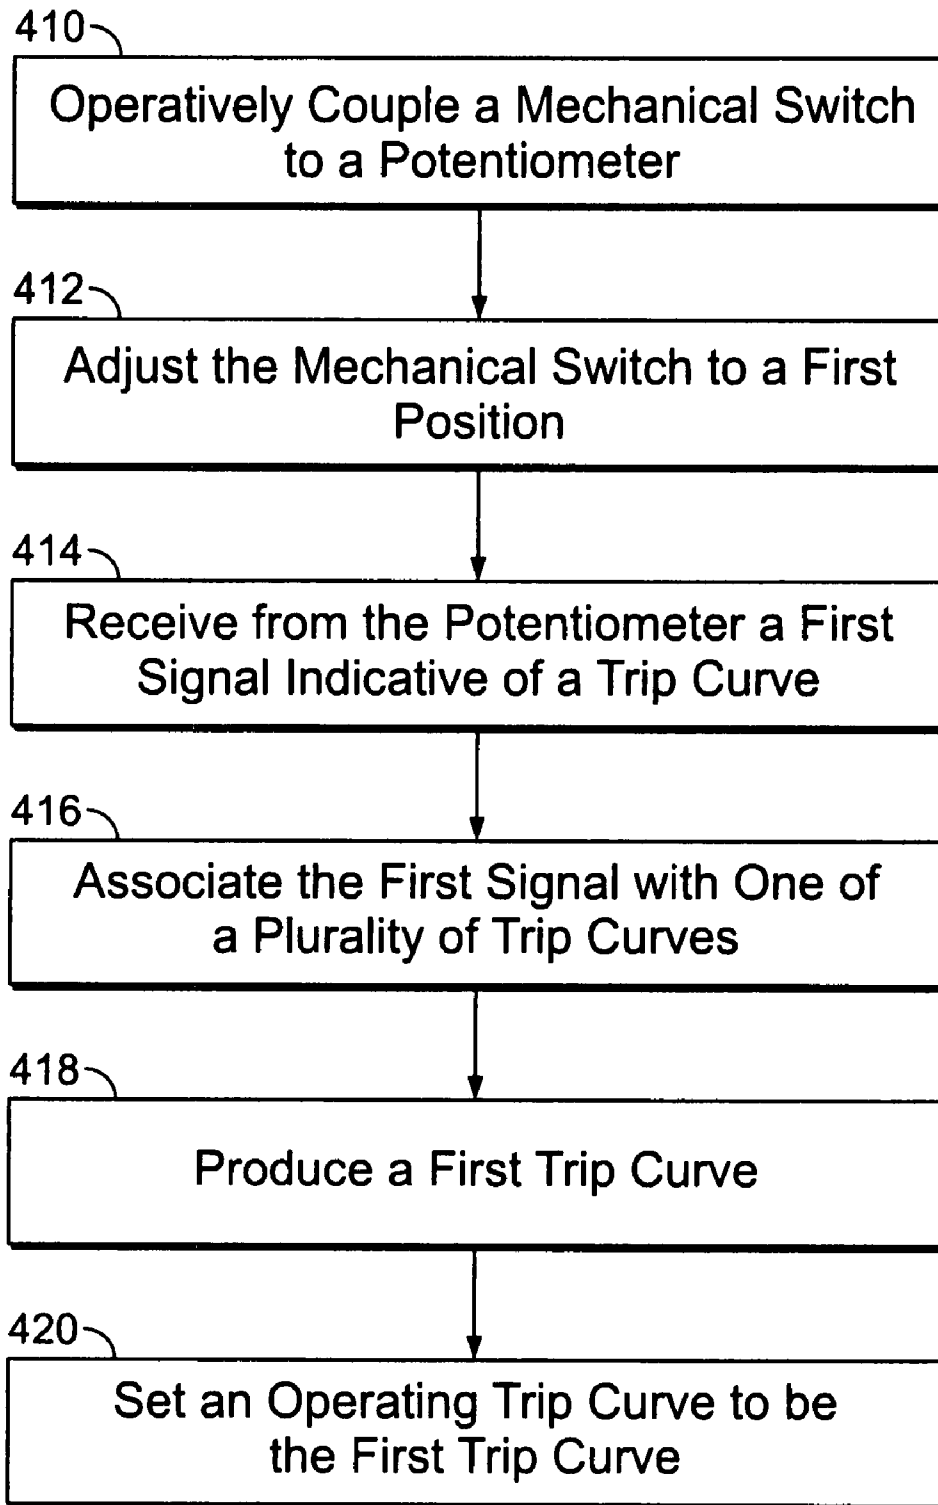 410
Operatively Couple a Mechanical Switch
to a Potentiometer
412
Adjust the Mechanical Switch to a First
Position
414
Receive from the Potentiometer a First
Signal Indicative of a Trip Curve
416
Associate the First Signal with One of
a Plurality of Trip Curves
418
Produce a First Trip Curve
420
Set an Operating Trip Curve to be
the First Trip Curve